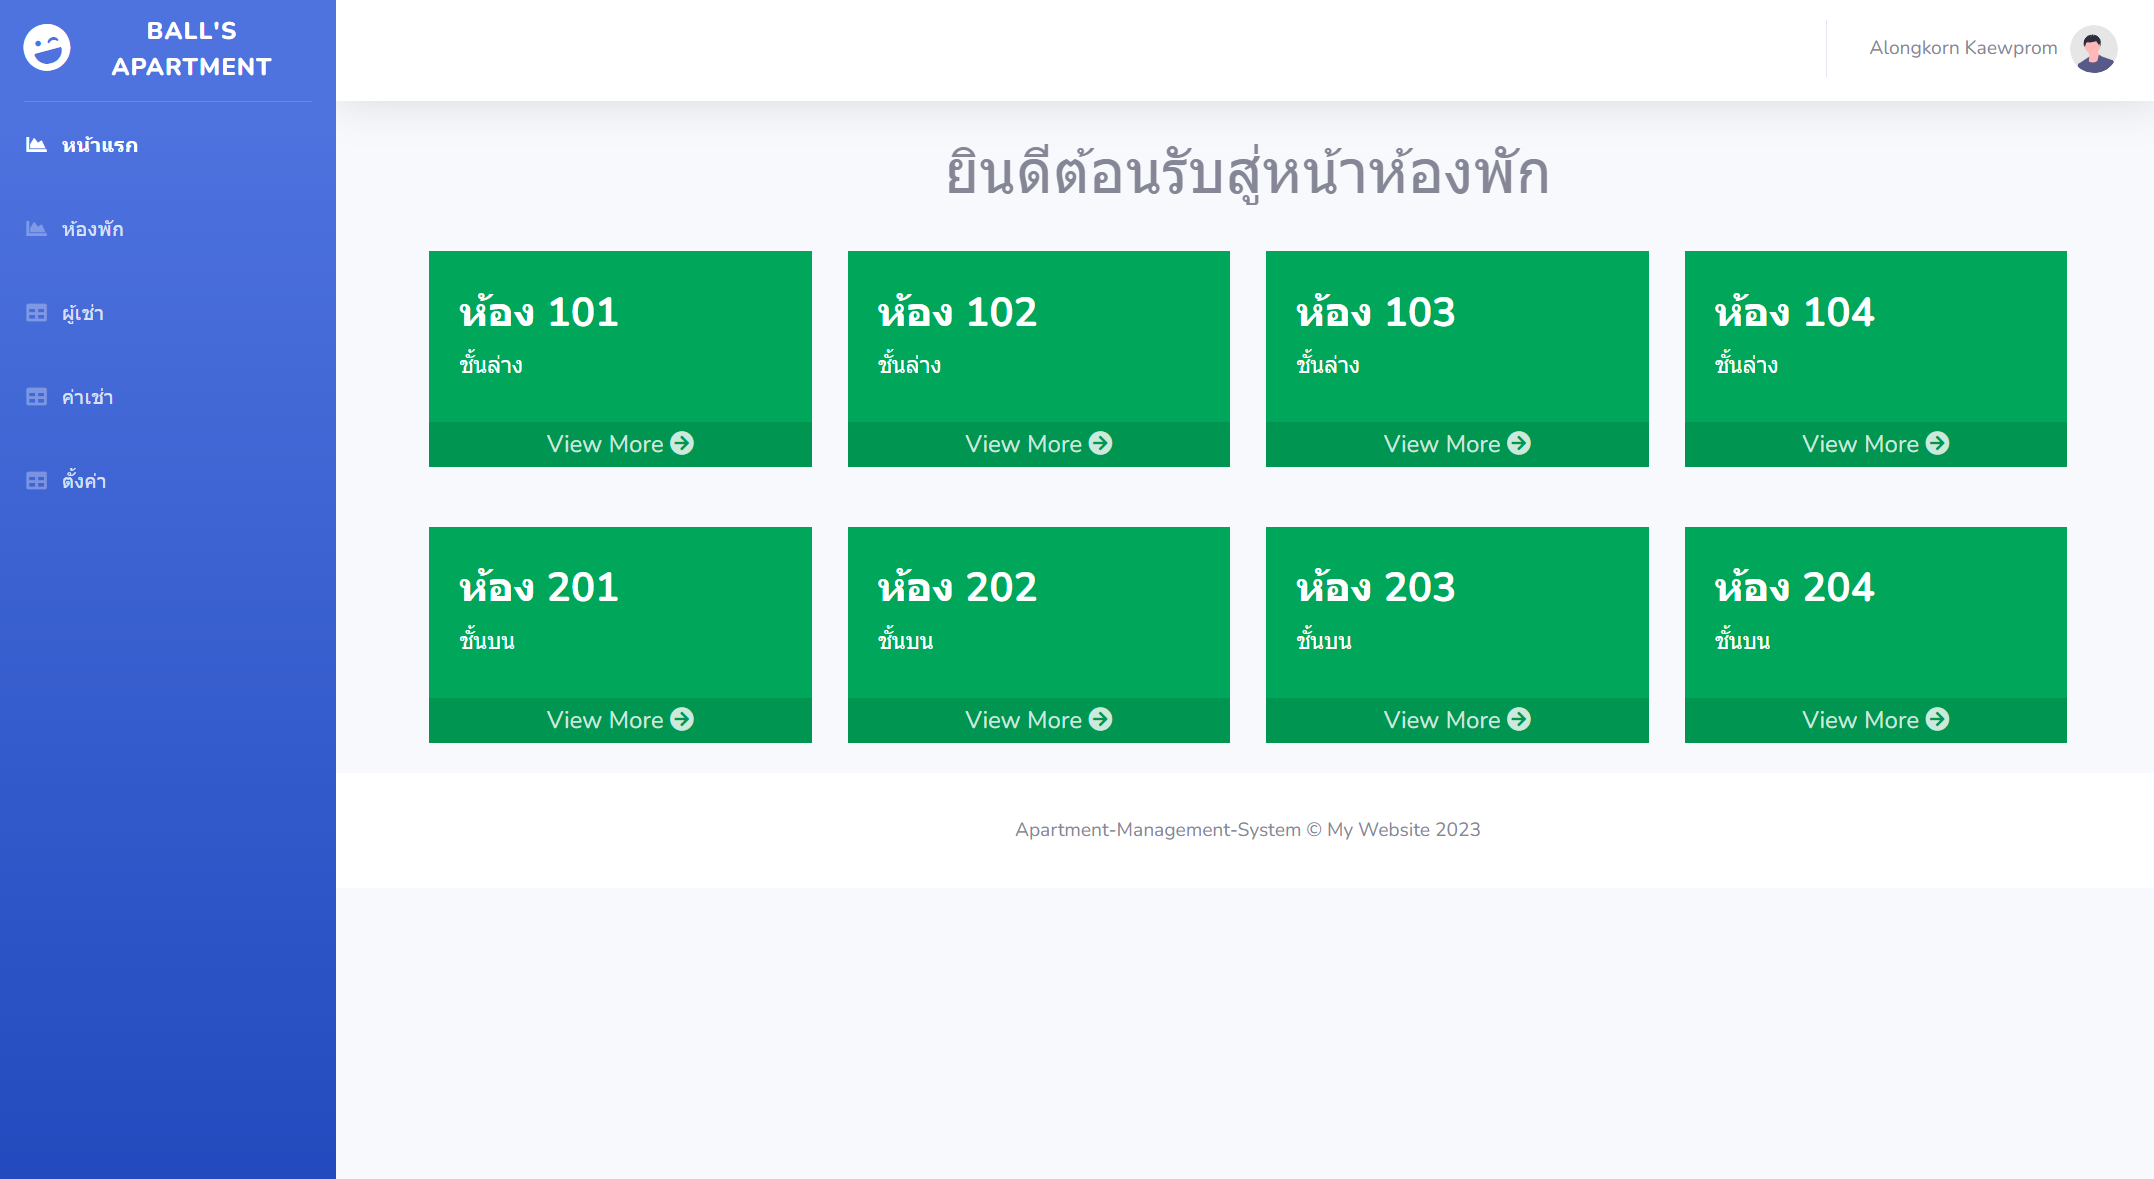 BALL'S
APARTMENT
Alongkorn Kaewprom
หน้าแรก
ห้องพัก
ผู้เช่า
ค่าเช่า
ตั้งค่า
ยินดีต้อนรับสู่หน้าห้องพัก
ห้อง 101
ชั้นล่าง
View More
ห้อง 102
ชั้นล่าง
View More
ห้อง 103
ชั้นล่าง
View More
ห้อง 104
ชั้นล่าง
View More
ห้อง 201
ชั้นบน
View More
ห้อง 202
ชั้นบน
View More
ห้อง 203
ชั้นบน
View More
ห้อง 204
ชั้นบน
View More
Apartment-Management-System © My Website 2023